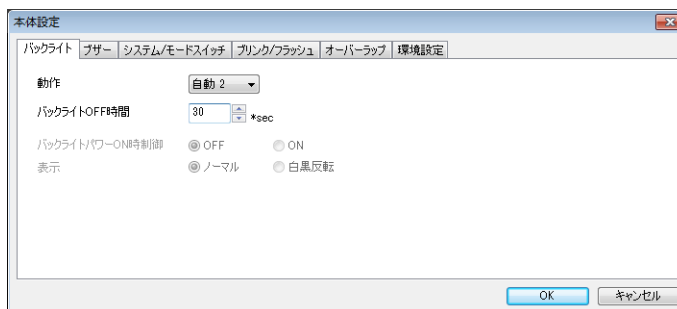 本体設定
バックライト ブザー システム/モードスイッチ ブリンク/フラッシュ オーバーラップ 環境設定
動作 自動 2
バックライトOFF時間 30 *sec
バックライトパワーON時制御 OFF ON
表示 ノーマル 白黒反転
OK キャンセル